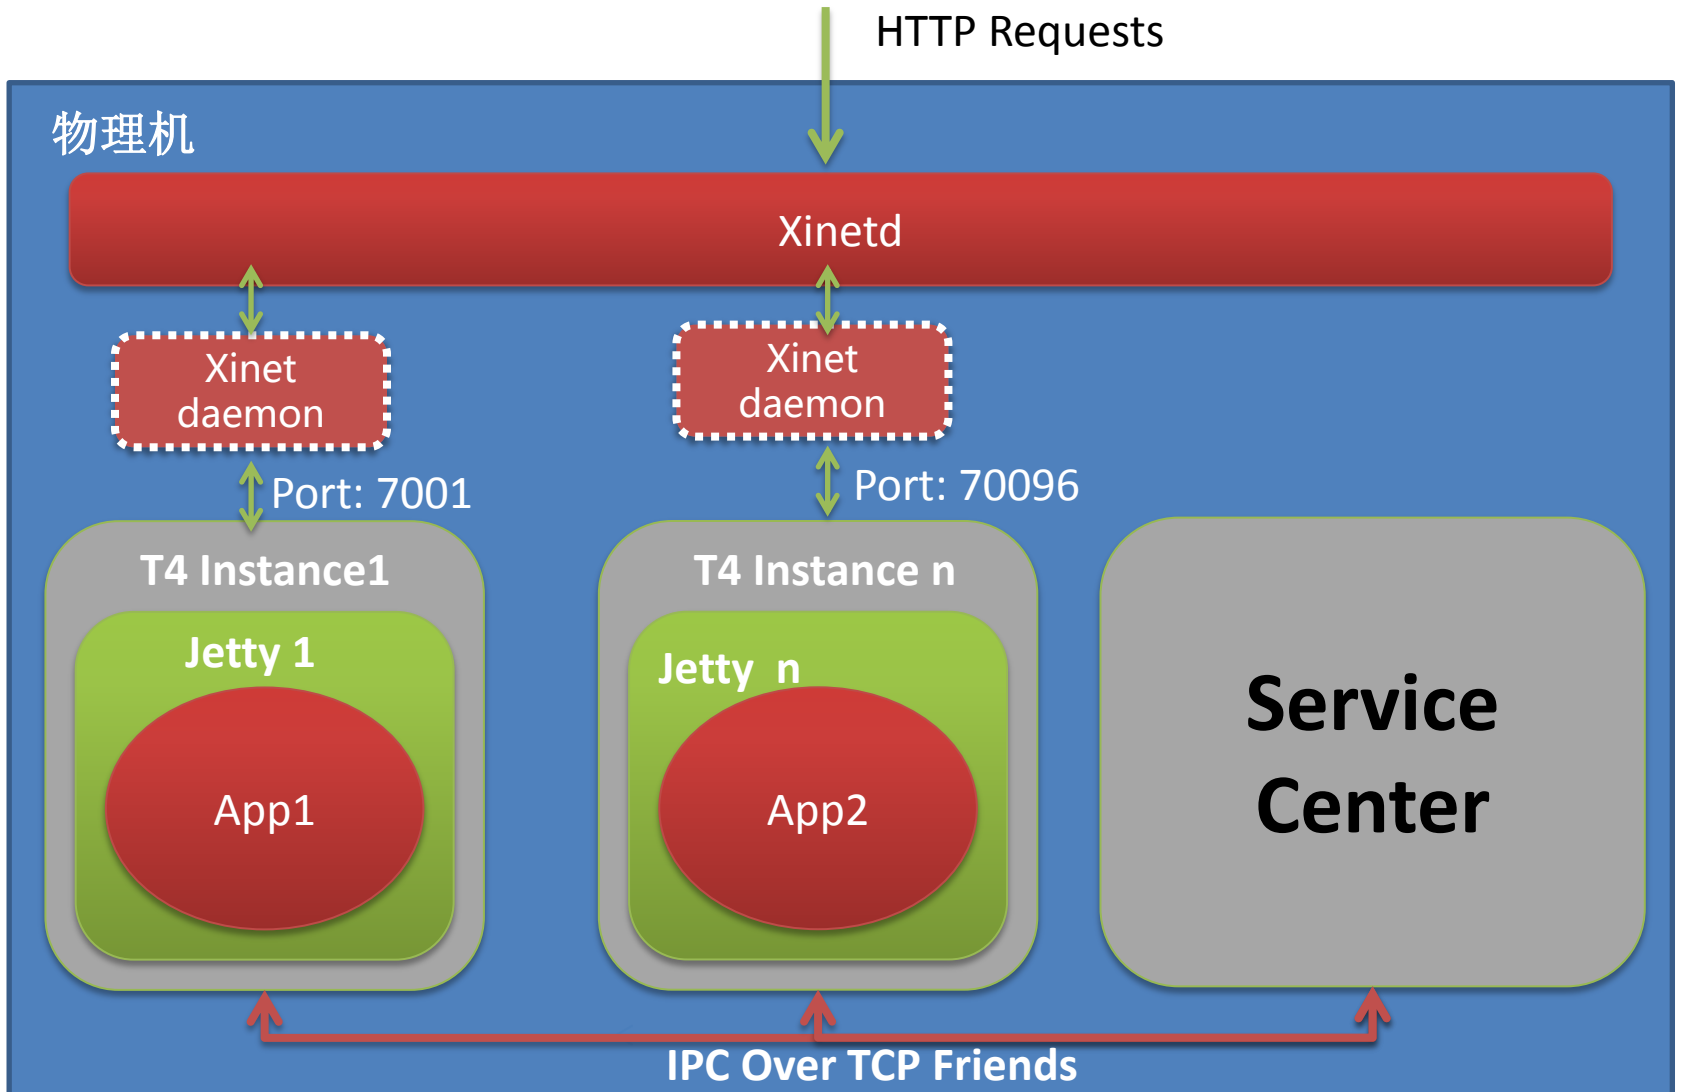 HTTP Requests
物理机
Xinetd
Xinet
daemon
Xinet
daemon
Port: 7001
Port: 70096
T4 Instance1
T4 Instance n
Jetty 1
Jetty n
App1
App2
Service
Center
IPC Over TCP Friends